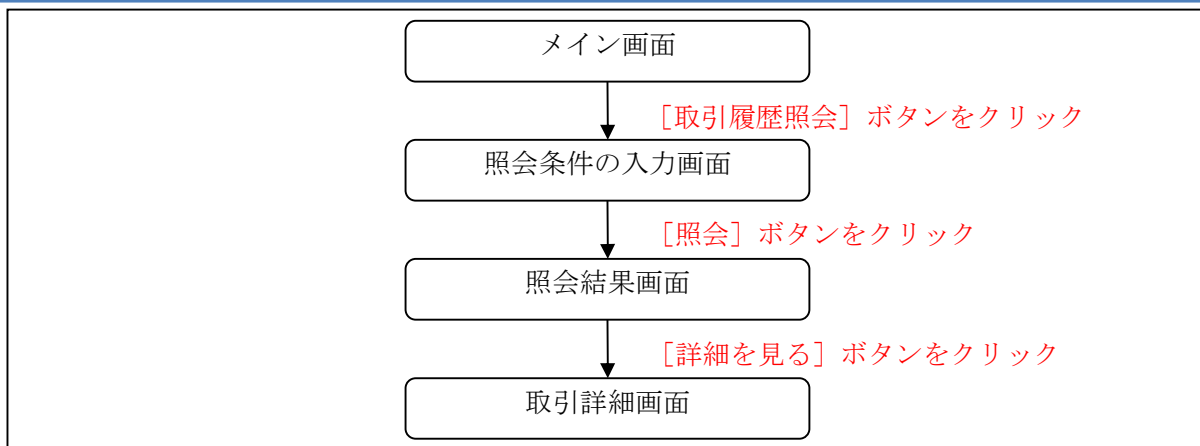 メイン画面
［取引履歴照会］ボタンをクリック
照会条件の入力画面
［照会］ボタンをクリック
照会結果画面
［詳細を見る］ボタンをクリック
取引詳細画面